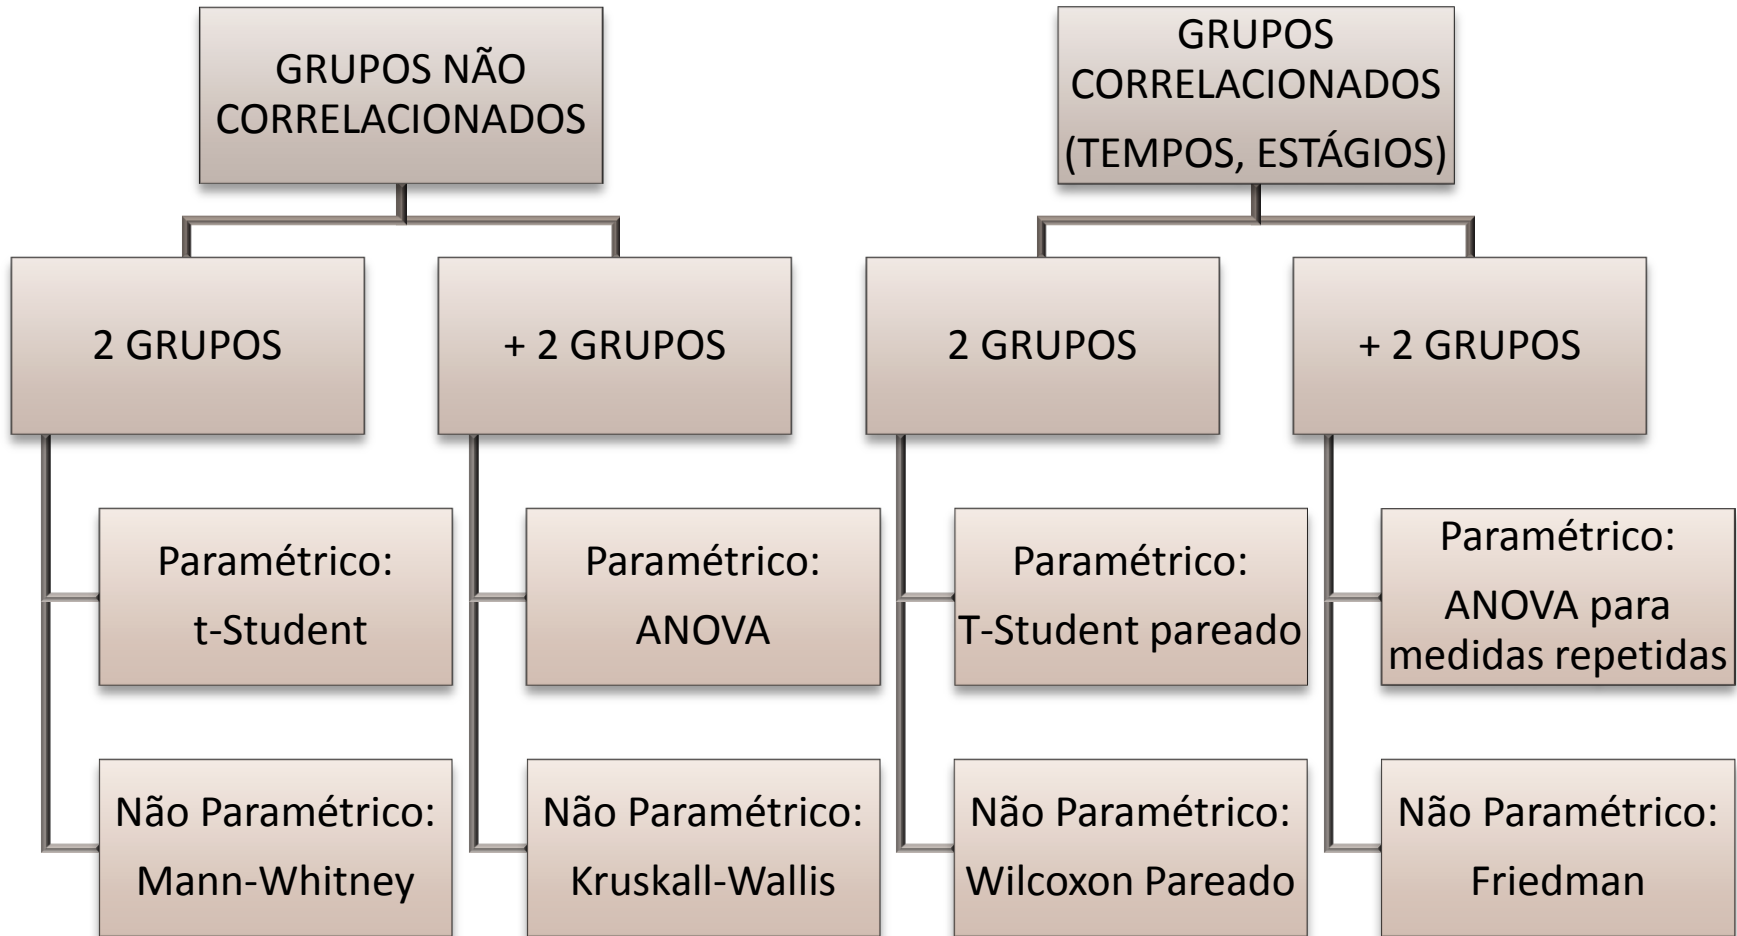 GRUPOS NÃO
CORRELACIONADOS
GRUPOS
CORRELACIONADOS
(TEMPOS, ESTÁGIOS)
2 GRUPOS
+ 2 GRUPOS
2 GRUPOS
+ 2 GRUPOS
Paramétrico:
t-Student
Paramétrico:
ANOVA
Paramétrico:
T-Student pareado
Paramétrico:
ANOVA para
medidas repetidas
Não Paramétrico:
Mann-Whitney
Não Paramétrico:
Kruskall-Wallis
Não Paramétrico:
Wilcoxon Pareado
Não Paramétrico:
Friedman